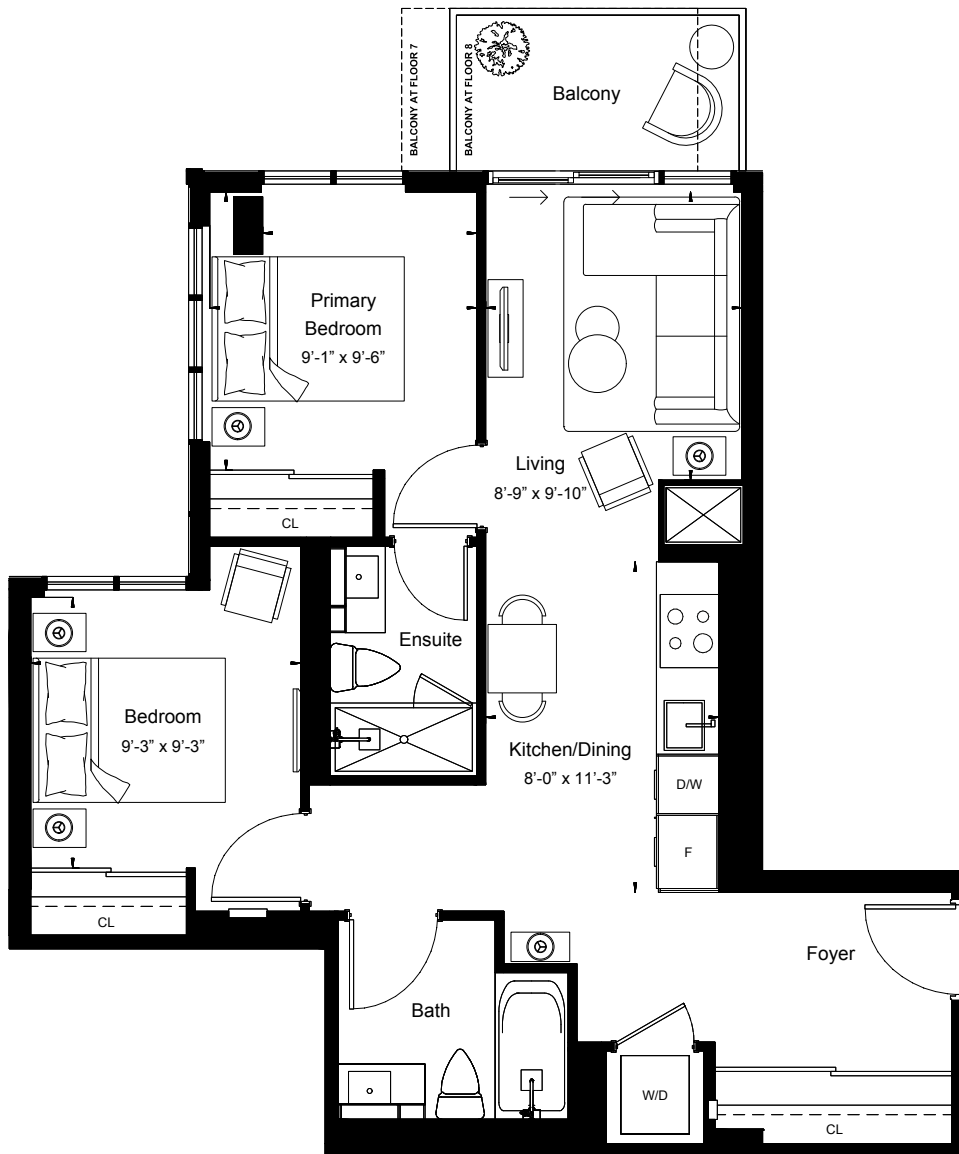 BALCONY AT FLOOR 7
BALCONY AT FLOOR 8
Balcony
Primary
Bedroom
9’-1” x 9’-6”
CL
Living
8’-9” x 9’-10”
Ensuite
Bedroom
9’-3” x 9’-3”
CL
Kitchen/Dining
8’-0” x 11’-3”
D/W
F
Foyer
Bath
W/D
CL